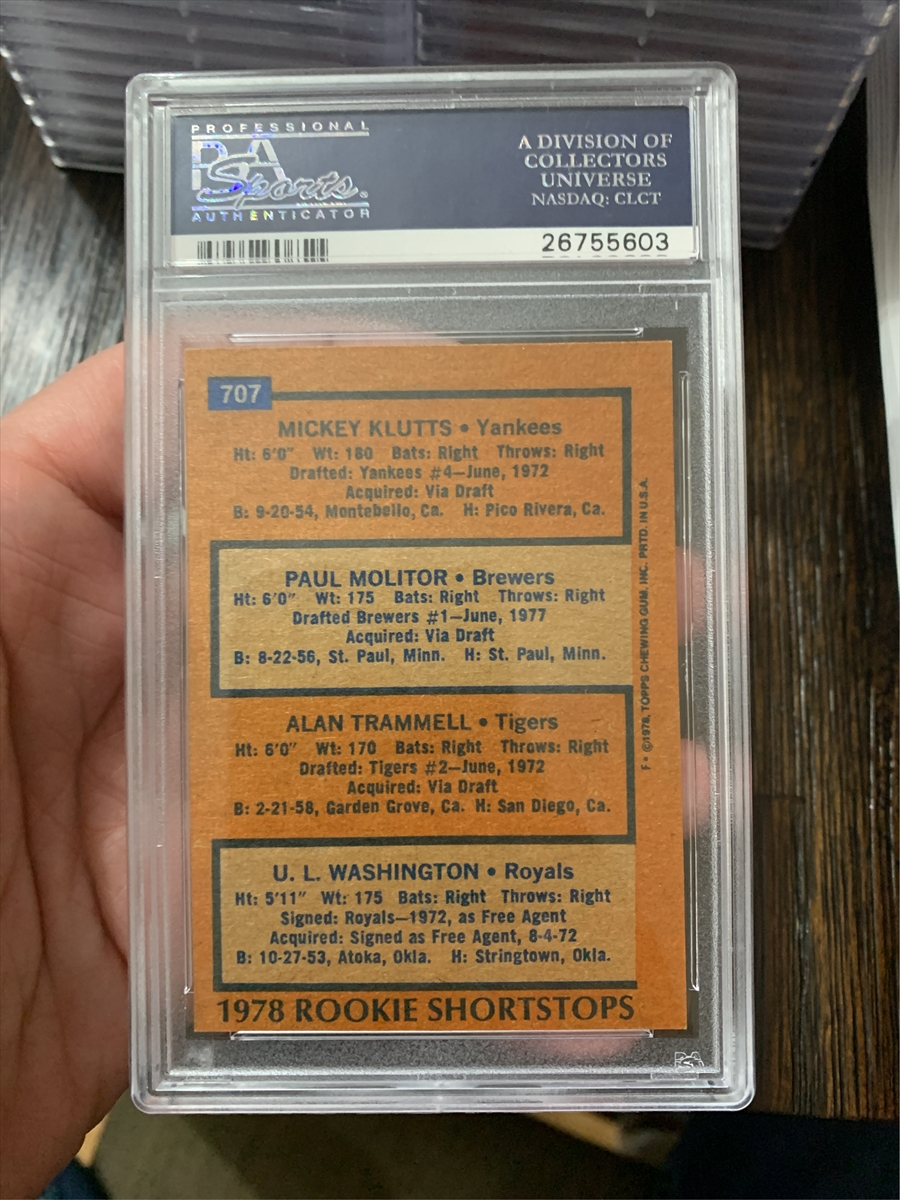 PROFESSIONAL
PSA
Sports
AUTHENTICATOR
A DIVISION OF
COLLECTORS
UNIVERSE
NASDAQ: CLCT
26755603
707
MICKEY KLUTTS • Yankees
Ht: 6'0" Wt: 180 Bats: Right Throws: Right
Drafted: Yankees #4—June, 1972
Acquired: Via Draft
B: 9-20-54, Montebello, Ca. H: Pico Rivera, Ca.
PAUL MOLITOR • Brewers
Ht: 6'0" Wt: 175 Bats: Right Throws: Right
Drafted Brewers #1—June, 1977
Acquired: Via Draft
B: 8-22-56, St. Paul, Minn. H: St. Paul, Minn.
ALAN TRAMMELL • Tigers
Ht: 6'0" Wt: 170 Bats: Right Throws: Right
Drafted: Tigers #2—June, 1972
Acquired: Via Draft
B: 2-21-58, Garden Grove, Ca. H: San Diego, Ca.
U. L. WASHINGTON • Royals
Ht: 5'11" Wt: 175 Bats: Right Throws: Right
Signed: Royals—1972, as Free Agent
Acquired: Signed as Free Agent, 8-4-72
B: 10-27-53, Atoka, Okla. H: Stringtown, Okla.
1978 ROOKIE SHORTSTOPS
F• ©1978, TOPPS CHEWING GUM, INC. PRTD. IN U.S.A.